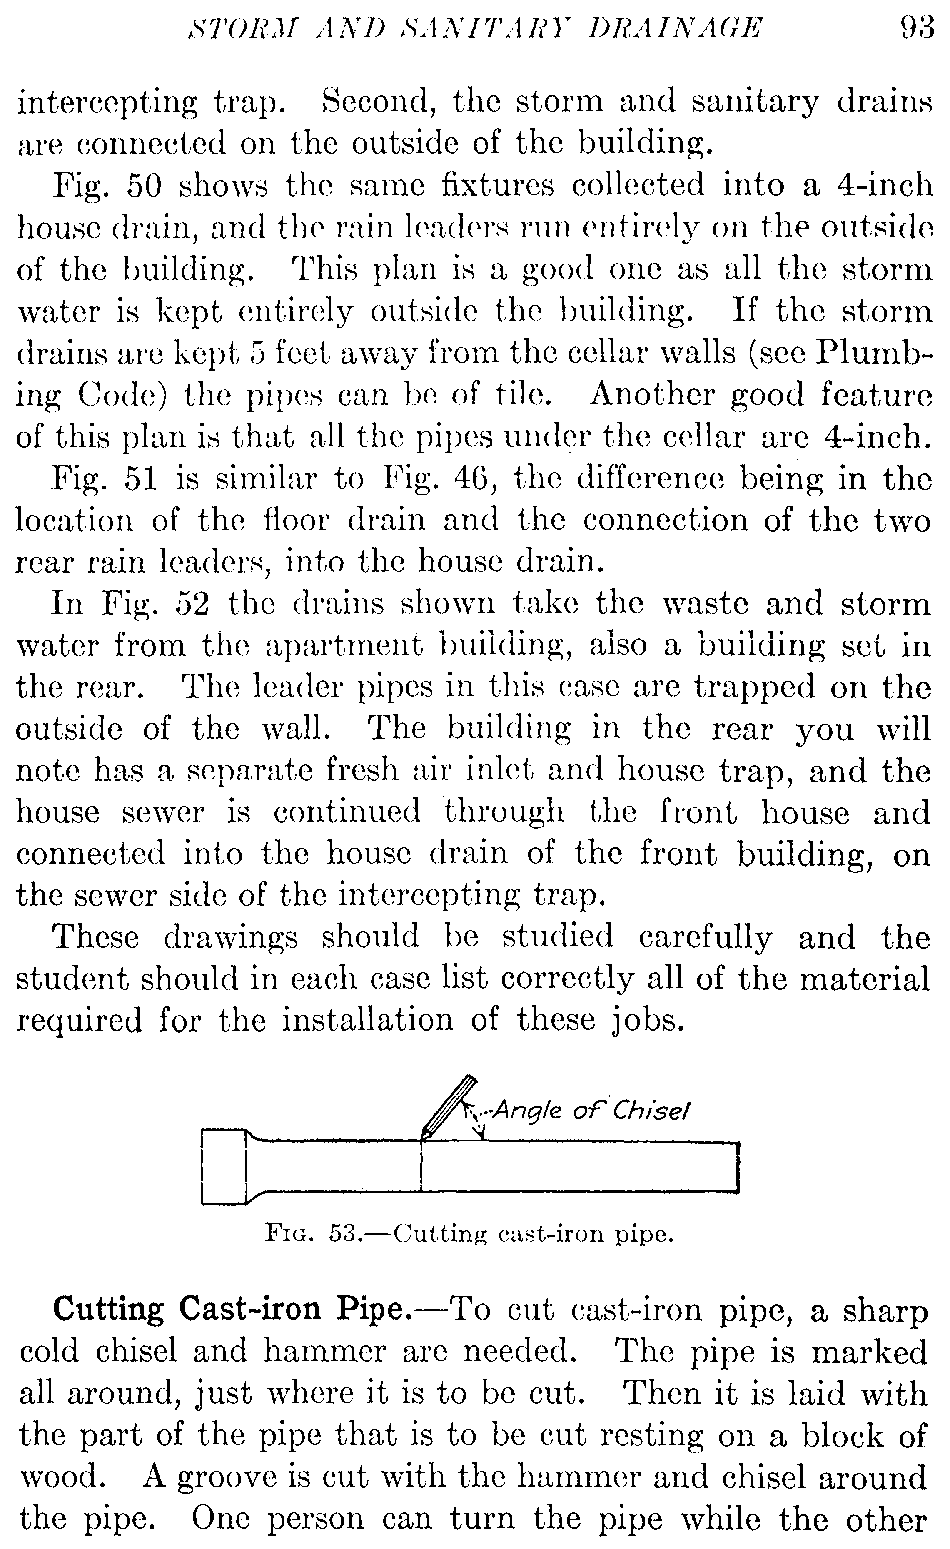 STORM AND SANITARY DRAINAGE 93
intercepting trap. Second, the storm and sanitary drains
are connected on the outside of the building.
Fig. 50 shows the same fixtures collected into a 4-inch
house drain, and the rain leaders run entirely on the outside
of the building. This plan is a good one as all the storm
water is kept entirely outside the building. If the storm
drains are kept 5 feet away from the cellar walls (see Plumb-
ing Code) the pipes can be of tile. Another good feature
of this plan is that all the pipes under the cellar are 4-inch.
Fig. 51 is similar to Fig. 46, the difference being in the
location of the floor drain and the connection of the two
rear rain leaders, into the house drain.
In Fig. 52 the drains shown take the waste and storm
water from the apartment building, also a building set in
the rear. The leader pipes in this case are trapped on the
outside of the wall. The building in the rear you will
note has a separate fresh air inlet and house trap, and the
house sewer is continued through the front house and
connected into the house drain of the front building, on
the sewer side of the intercepting trap.
These drawings should be studied carefully and the
student should in each case list correctly all of the material
required for the installation of these jobs.
Angle of Chisel
FIG. 53.—Cutting cast-iron pipe.
Cutting Cast-iron Pipe.—To cut cast-iron pipe, a sharp
cold chisel and hammer are needed. The pipe is marked
all around, just where it is to be cut. Then it is laid with
the part of the pipe that is to be cut resting on a block of
wood. A groove is cut with the hammer and chisel around
the pipe. One person can turn the pipe while the other